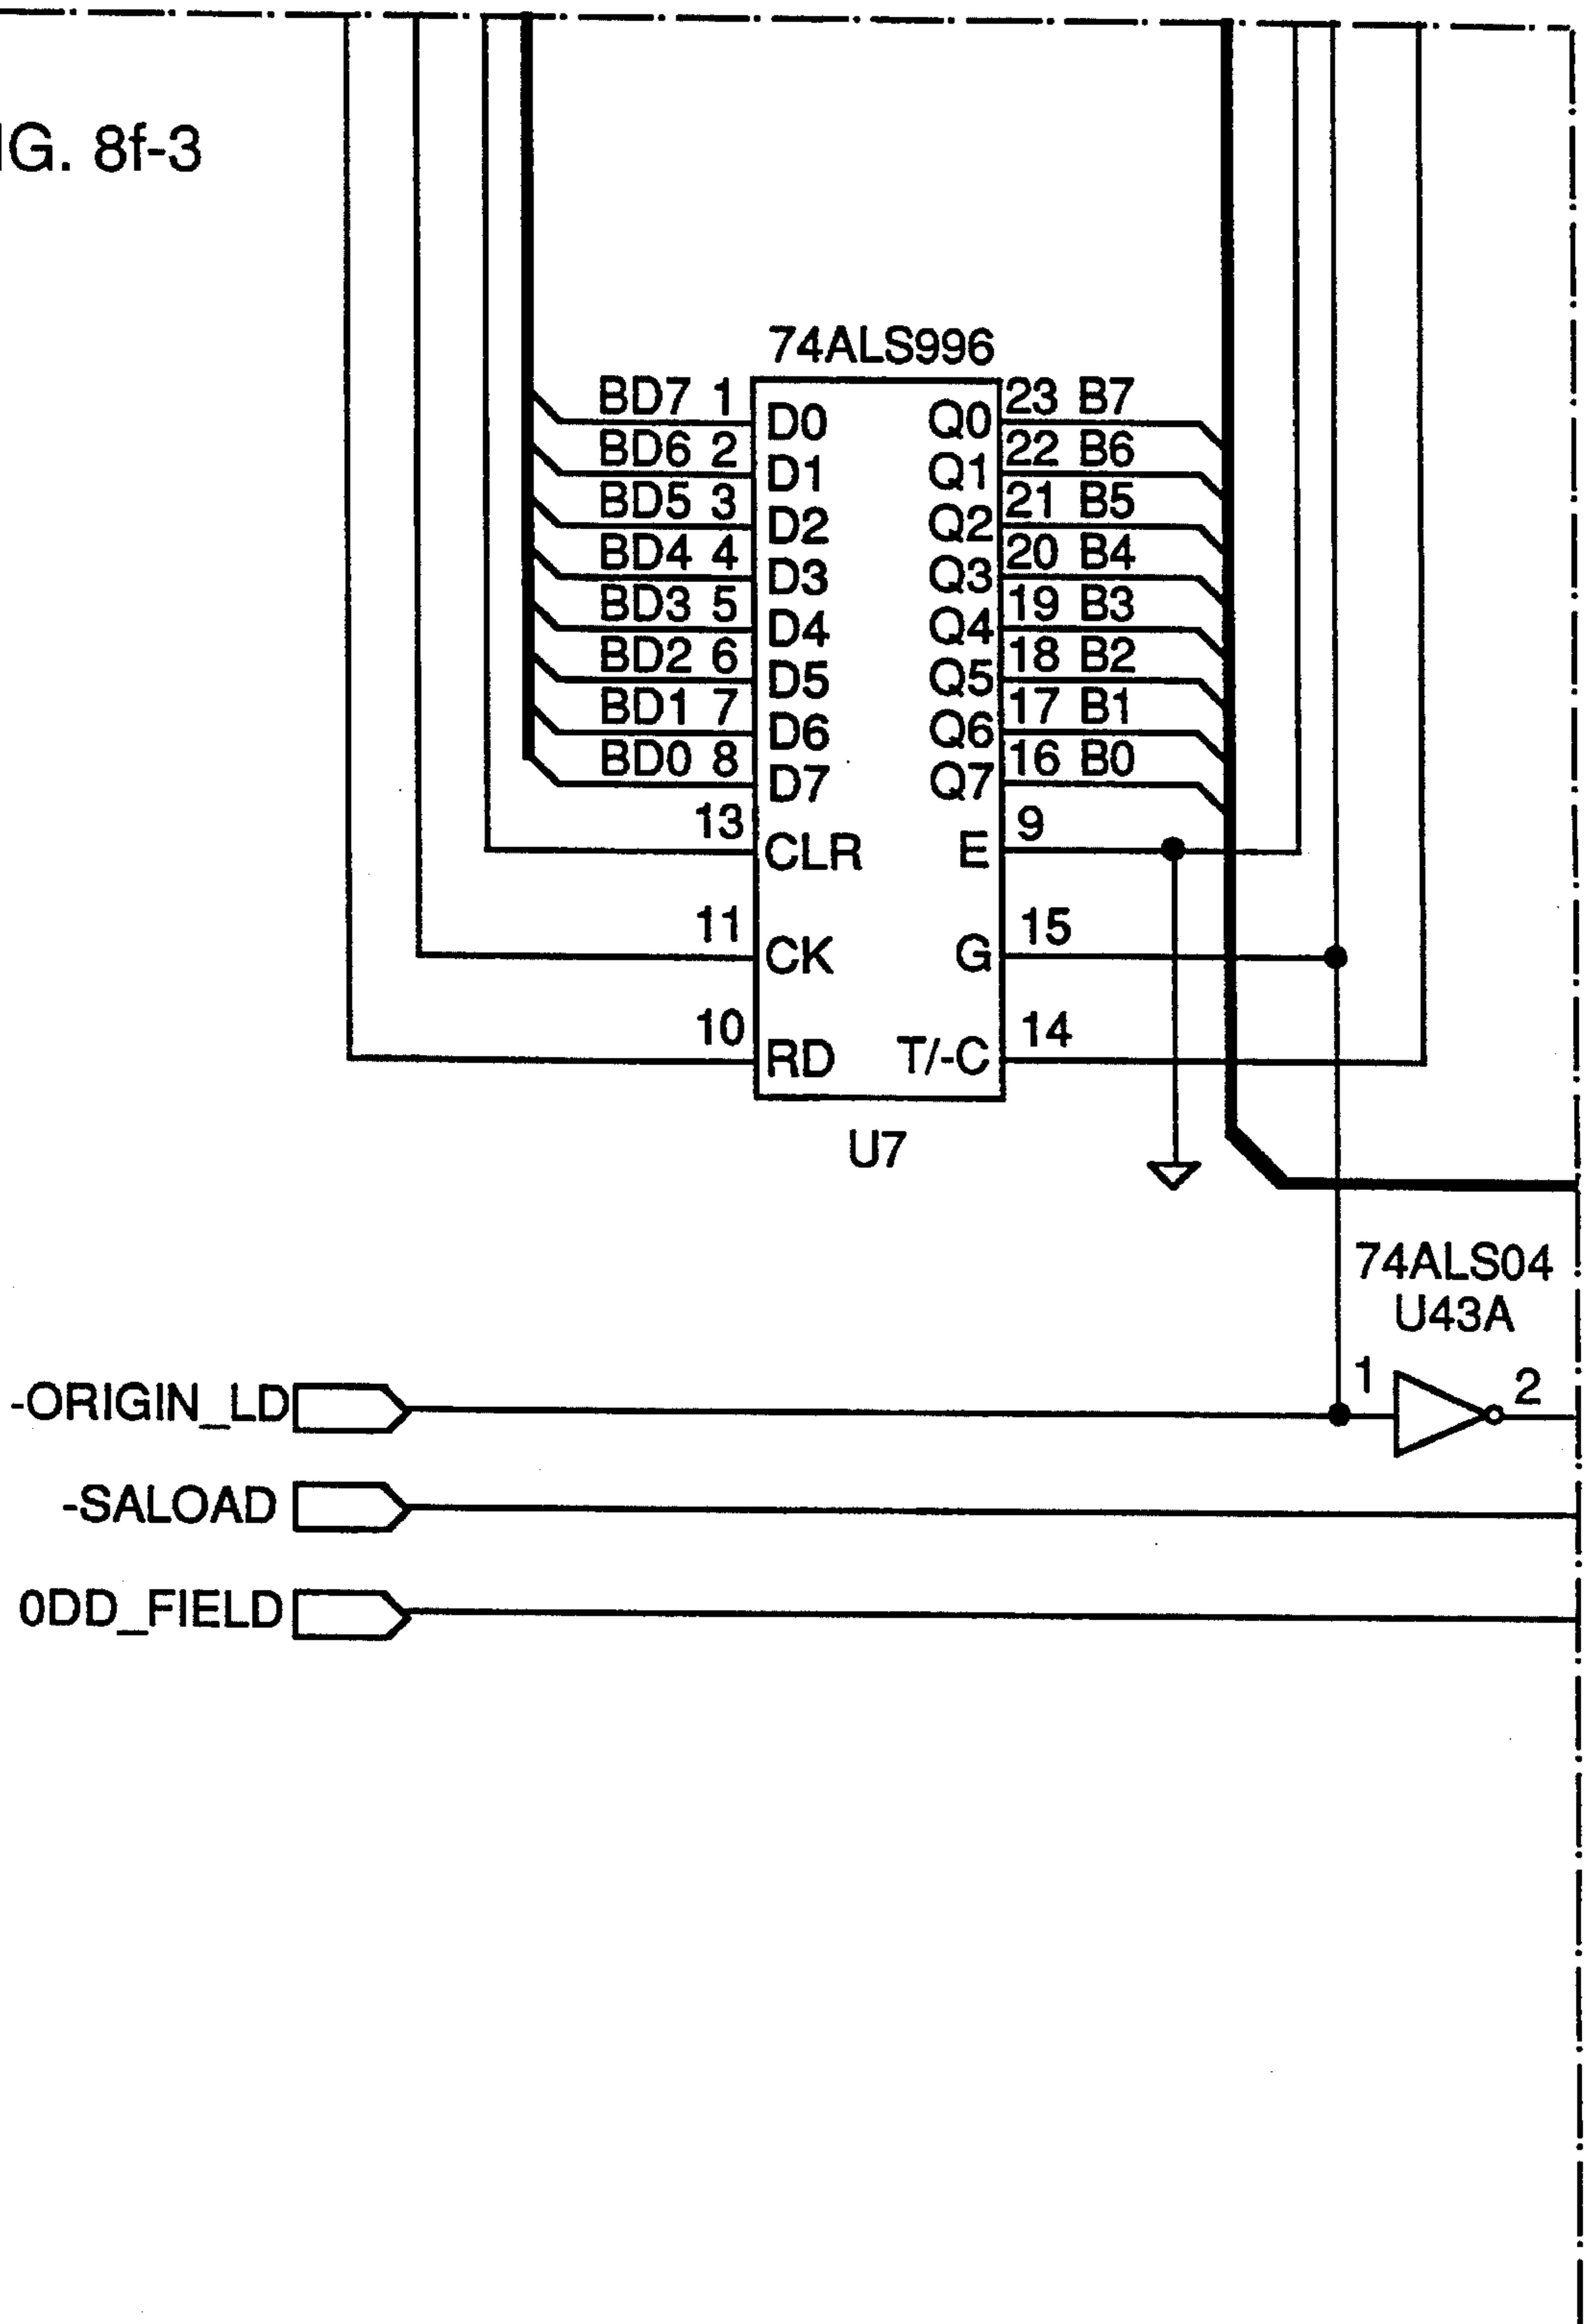 IG. 8f-3
74ALS996
BD7 1 D0 Q0 23 B7
BD6 2 D1 Q1 22 B6
BD5 3 D2 Q2 21 B5
BD4 4 D3 Q3 20 B4
BD3 5 D4 Q4 19 B3
BD2 6 D5 Q5 18 B2
BD1 7 D6 Q6 17 B1
BD0 8 D7 Q7 16 B0
13 CLR E 9
11 CK G 15
10 RD T/-C 14
U7
74ALS04
U43A
-ORIGIN_LD 1 2
-SALOAD
0DD_FIELD